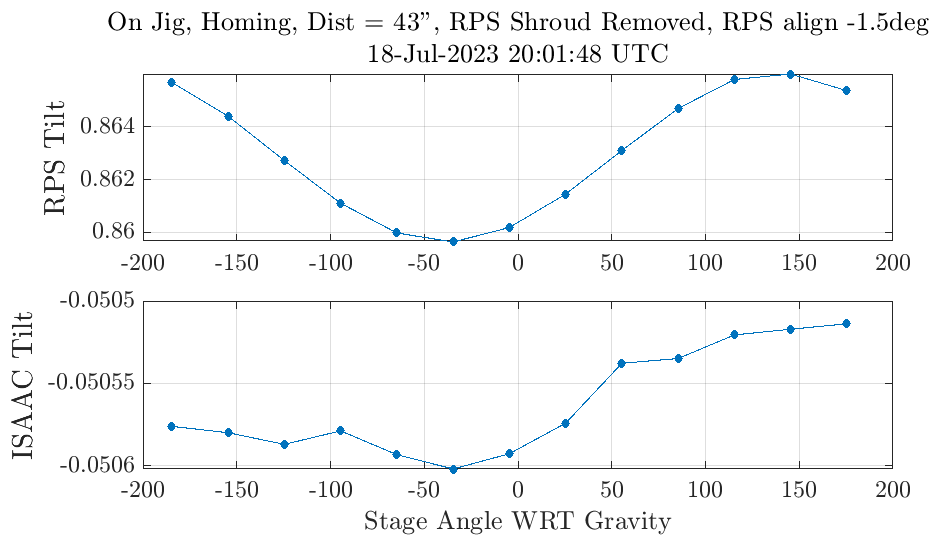 On Jig, Homing, Dist = 43”, RPS Shroud Removed, RPS align -1.5deg
18-Jul-2023 20:01:48 UTC
RPS Tilt
0.864
0.862
0.86
-200 -150 -100 -50 0 50 100 150 200
ISAAC Tilt
-0.0505
-0.05055
-0.0506
-200 -150 -100 -50 0 50 100 150 200
Stage Angle WRT Gravity